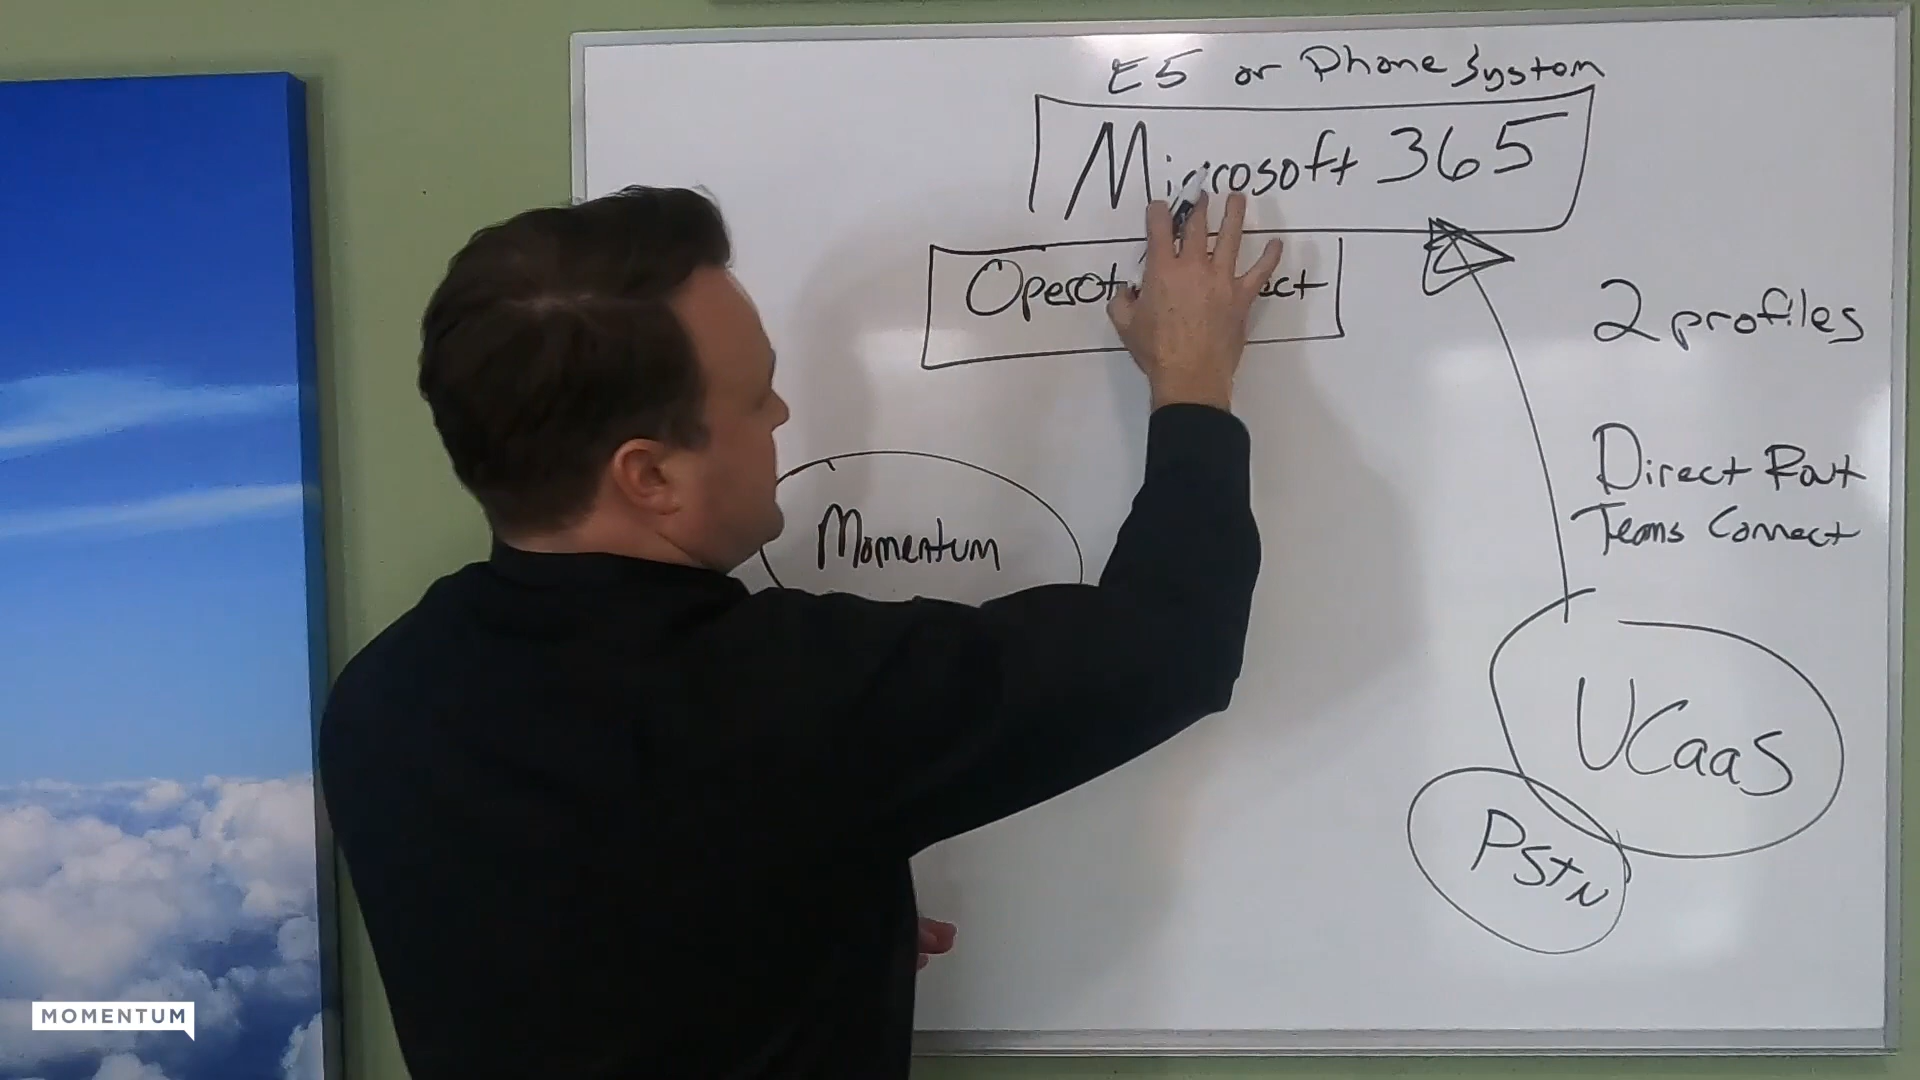 E5 or Phone System
Microsoft 365
2 profiles
Direct Rout
Teams Connect
Momentum
UCaaS
PSTN
MOMENTUM